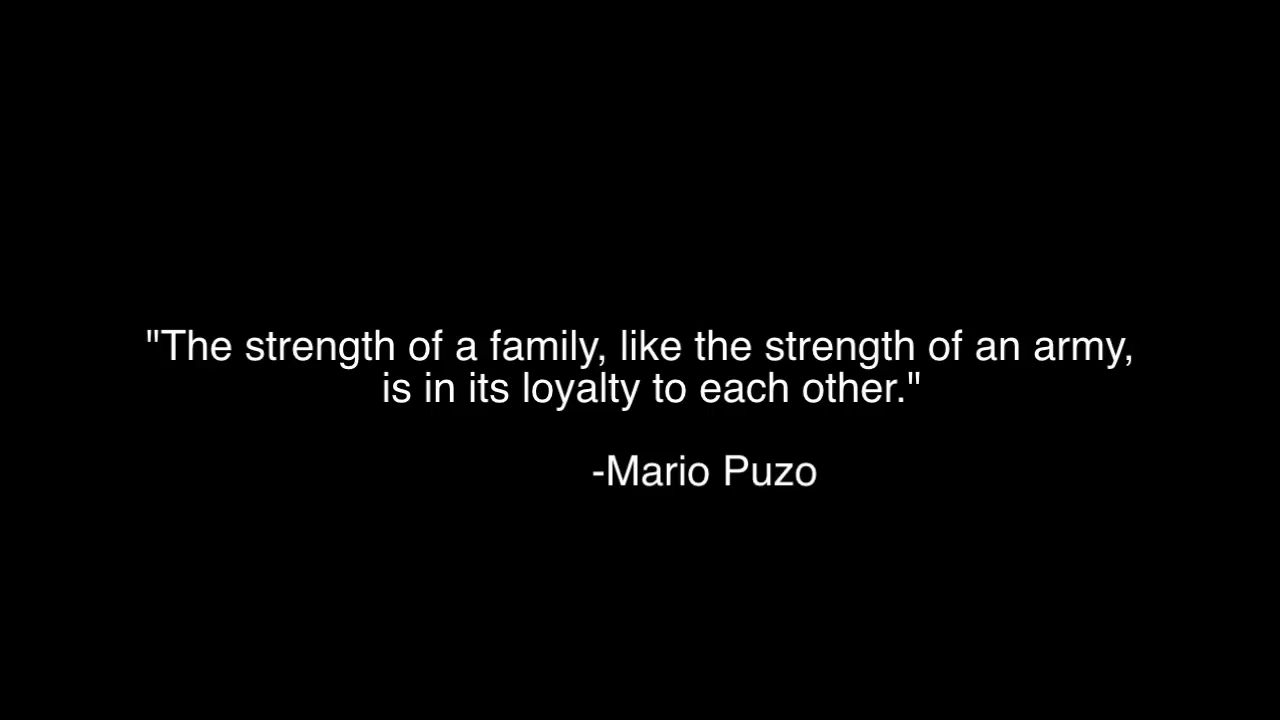 "The strength of a family, like the strength of an army,
is in its loyalty to each other."
-Mario Puzo